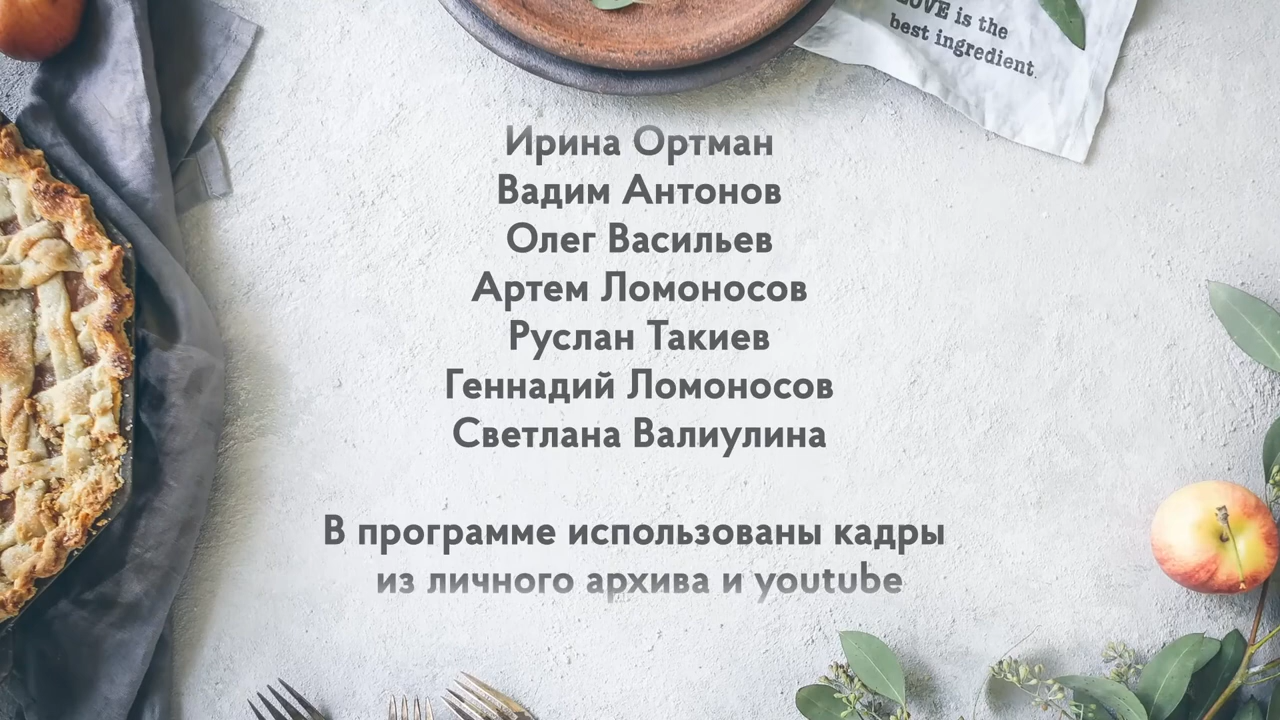 LOVE is the
best ingredient.
Ирина Ортман
Вадим Антонов
Олег Васильев
Артем Ломоносов
Руслан Такиев
Геннадий Ломоносов
Светлана Валиулина
В программе использованы кадры
из личного архива и youtube